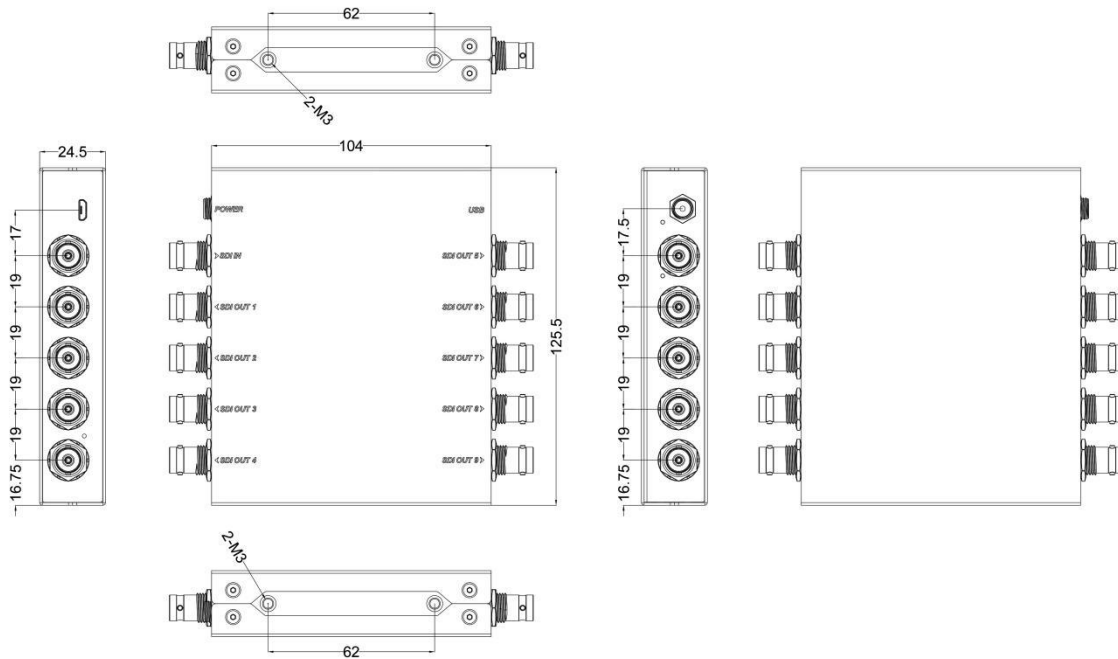 62
2-M3
24.5
104
POWER
USB
17
17.5
>SDI IN
SDI OUT 5>
19
19
<SDI OUT 1
SDI OUT 6>
19
19
<SDI OUT 2
SDI OUT 7>
125.5
19
19
<SDI OUT 3
SDI OUT 8>
19
19
<SDI OUT 4
SDI OUT 9>
16.75
16.75
2-M3
62